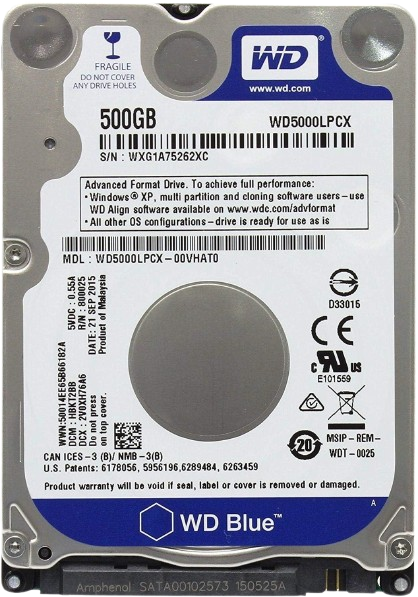 FRAGILE
DO NOT COVER
ANY DRIVE HOLES
WD
www.wd.com
500GB WD5000LPCX
S/N : WXG1A75262XC
Advanced Format Drive. To achieve full performance:
• Windows® XP, multi partition and cloning software users-use
WD Align software available on www.wdc.com/advformat
• All other OS configurations-drive is ready for use as is
MDL : WD5000LPCX-00VHAT0
5VDC : 0.55A
R/N : 800025
DATE: 21 SEP 2015
Product of Malaysia
WWN:50014EE65B66182A
DCM : HBKT2BB
DCX : 2V0XH76A6
Do not press
on top cover
D33016
CE
c RU US
E101559
20
MSIP-REM-
WDT-0025
CAN ICES-3 (B)/ NMB-3(B)
U.S. Patents: 6178056, 5956196,6289484, 6263459
Product warranty will be void if seal, label or cover is removed or damaged.
A
WD Blue™
Amphenol SATA00102573 150525A